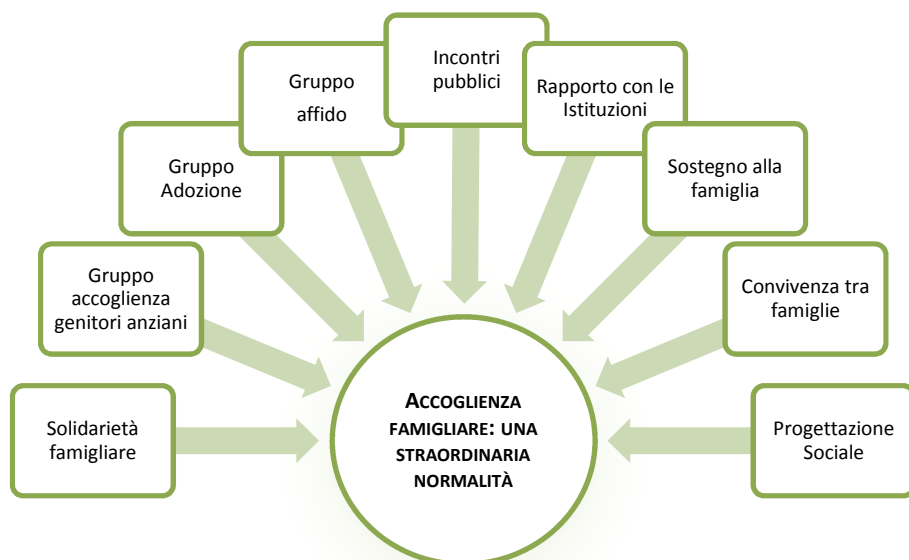 Solidarietà
famigliare
Gruppo
accoglienza
genitori anziani
Gruppo
Adozione
Gruppo
affido
Incontri
pubblici
Rapporto con le
Istituzioni
Sostegno alla
famiglia
Convivenza tra
famiglie
Progettazione
Sociale
ACCOGLIENZA
FAMIGLIARE: UNA
STRAORDINARIA
NORMALITÀ